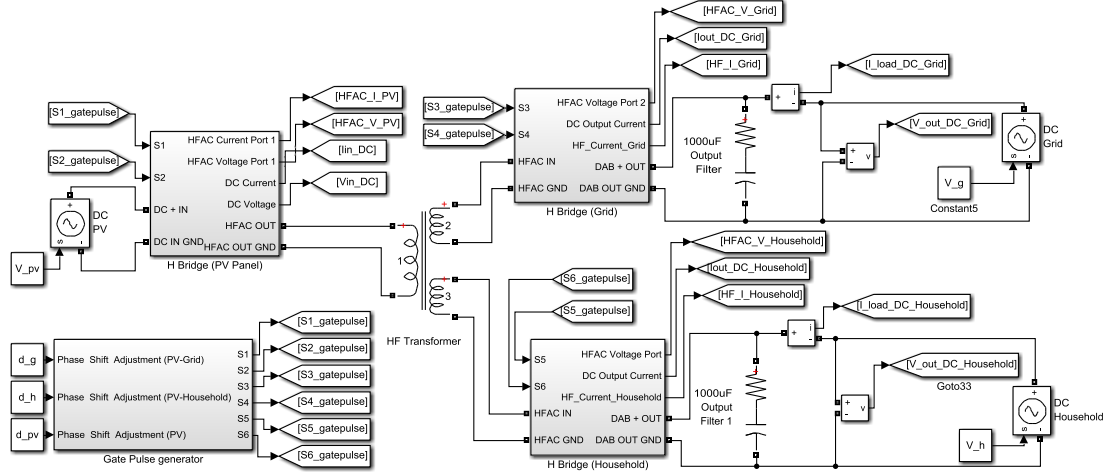 [HFAC_V_Grid]
[Iout_DC_Grid]
[HF_I_Grid]
[I_load_DC_Grid]
[HFAC_I_PV]
[HFAC_V_PV]
[Iin_DC]
[Vin_DC]
[S1_gatepulse]
[S2_gatepulse]
S1
S2
DC + IN
DC IN GND
HFAC Current Port 1
HFAC Voltage Port 1
DC Current
DC Voltage
HFAC OUT
HFAC OUT GND
H Bridge (PV Panel)
+
-
s
DC
PV
V_pv
[S3_gatepulse]
[S4_gatepulse]
S3
S4
HFAC IN
HFAC GND
HFAC Voltage Port 2
DC Output Current
HF_Current_Grid
DAB + OUT
DAB OUT GND
H Bridge (Grid)
1000uF
Output
Filter
+
+
i
-
+
-
v
[V_out_DC_Grid]
+
-
s
DC
Grid
V_g
Constant5
+
1
+
2
+
3
HF Transformer
[HFAC_V_Household]
[Iout_DC_Household]
[HF_I_Household]
[I_load_DC_Household]
[S6_gatepulse]
[S5_gatepulse]
S5
S6
HFAC IN
HFAC GND
HFAC Voltage Port
DC Output Current
HF_Current_Household
DAB + OUT
DAB OUT GND
H Bridge (Household)
1000uF
Output
Filter 1
+
+
i
-
+
-
v
[V_out_DC_Household]
Goto33
+
-
s
DC
Household
V_h
d_g
d_h
d_pv
Phase Shift Adjustment (PV-Grid)
Phase Shift Adjustment (PV-Household)
Phase Shift Adjustment (PV)
S1
S2
S3
S4
S5
S6
Gate Pulse generator
[S1_gatepulse]
[S2_gatepulse]
[S3_gatepulse]
[S4_gatepulse]
[S5_gatepulse]
[S6_gatepulse]